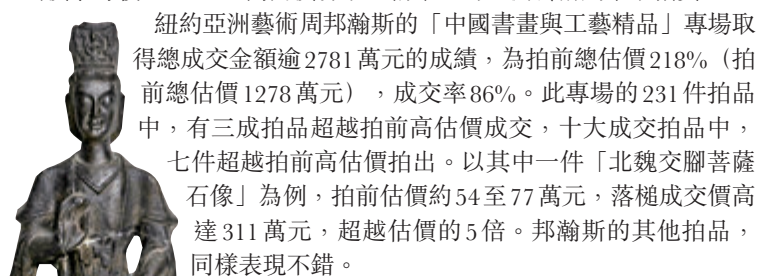 紐約亞洲藝術周邦瀚斯的「中國書畫與工藝精品」專場取
得總成交金額逾2781萬元的成績，為拍前總估價218%（拍
前總估價1278萬元），成交率86%。此專場的231件拍品
中，有三成拍品超越拍前高估價成交，十大成交拍品中，
七件超越拍前高估價拍出。以其中一件「北魏交腳菩薩
石像」為例，拍前估價約54至77萬元，落槌成交價高
達311萬元，超越估價的5倍。邦瀚斯的其他拍品，
同樣表現不錯。